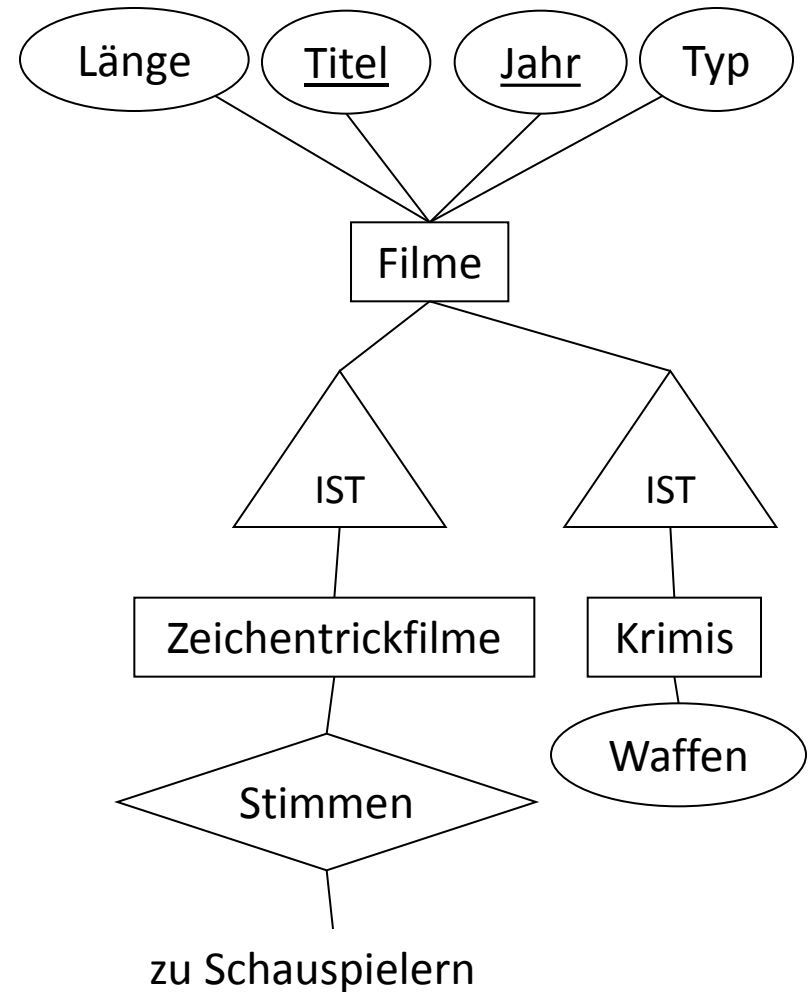 Länge Titel Jahr Typ
Filme
IST IST
Zeichentrickfilme Krimis
Waffen
Stimmen
zu Schauspielern